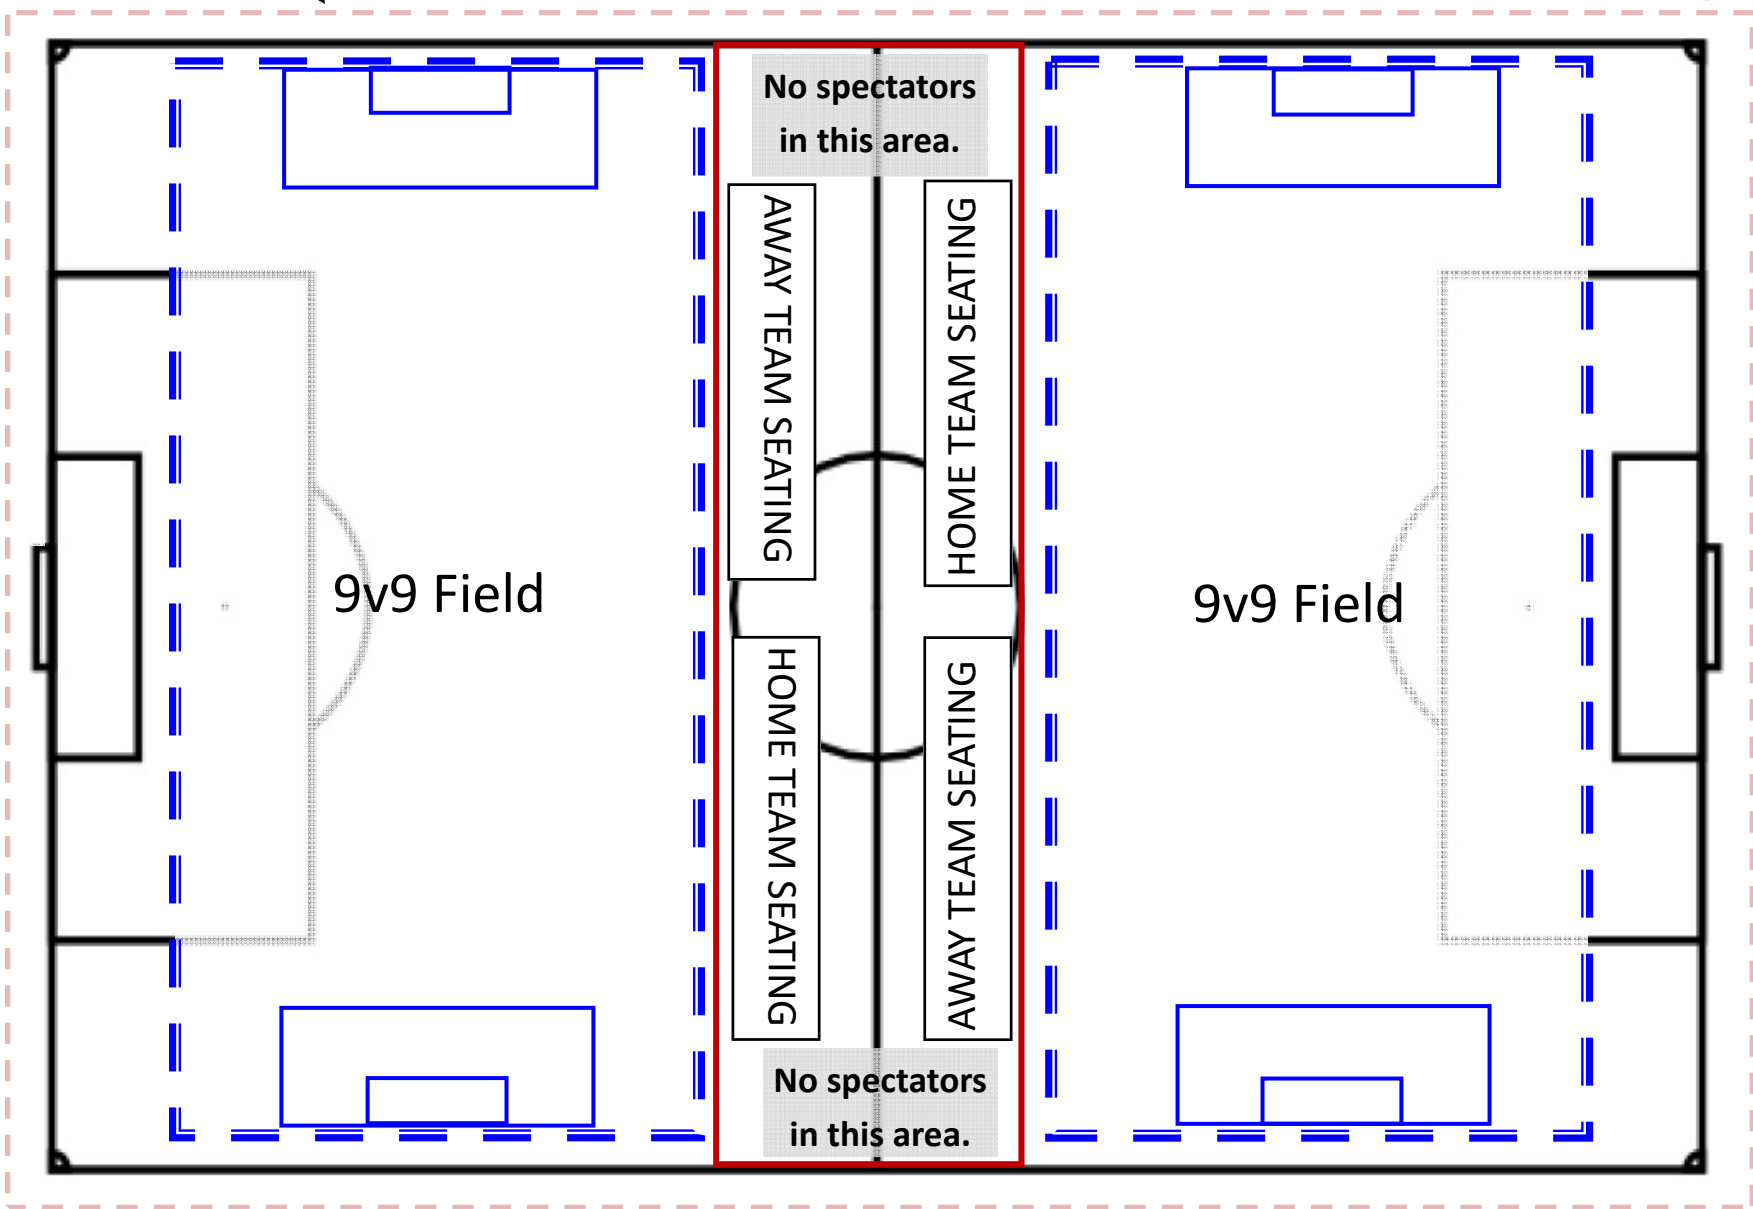 No spectators
in this area.
AWAY TEAM SEATING
HOME TEAM SEATING
9v9 Field
9v9 Field
HOME TEAM SEATING
AWAY TEAM SEATING
No spectators
in this area.